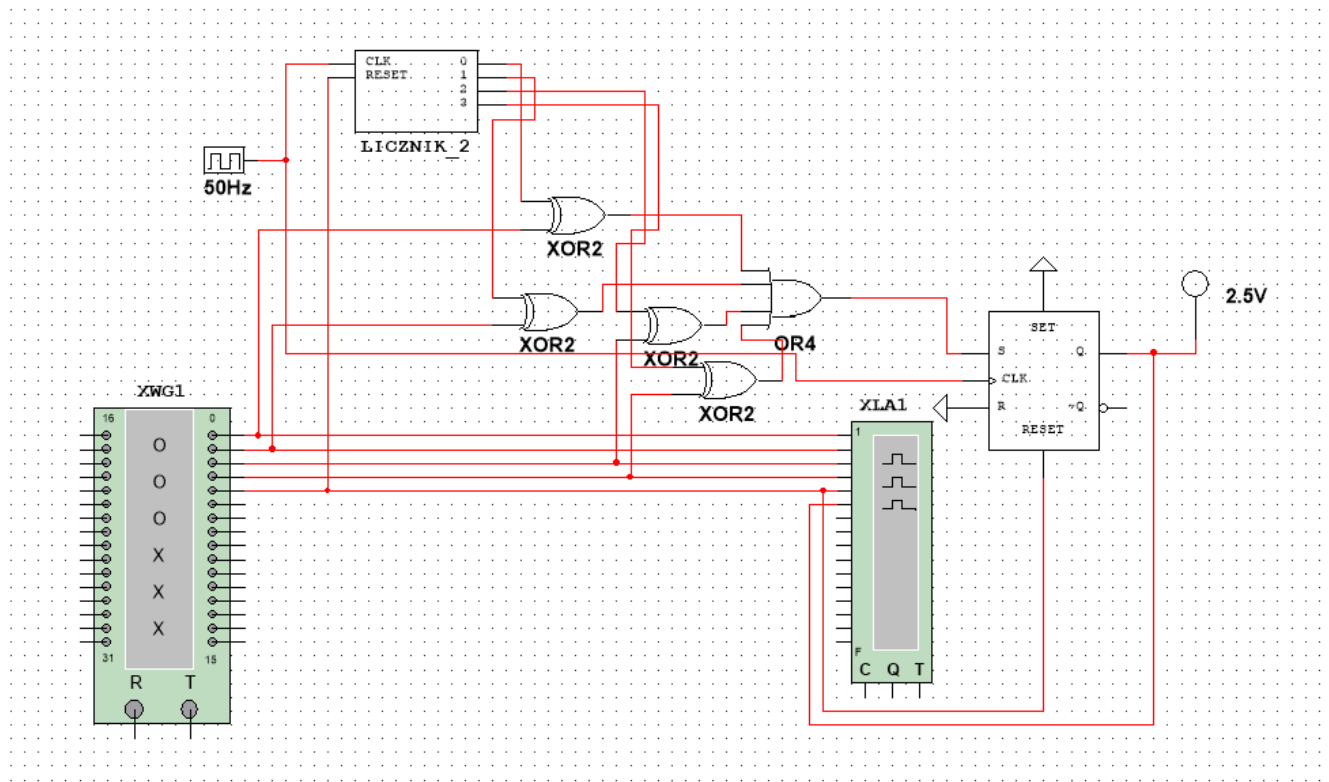 CLK 0
RESET 1
2
3
LICZNIK_2
50Hz
XOR2
XOR2
XOR2
OR4
XOR2
2.5V
SET
S Q
CLK
R ~Q
RESET
XWG1
16 0
O
O
O
X
X
X
31 15
R T
XLA1
1
F
C Q T